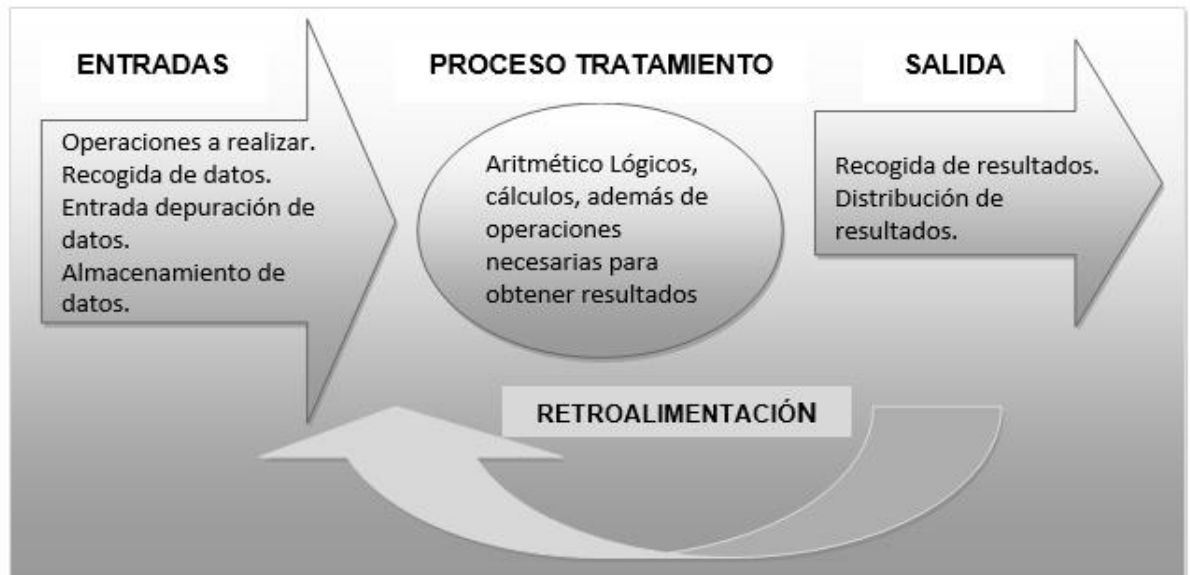 ENTRADAS
Operaciones a realizar.
Recogida de datos.
Entrada depuración de
datos.
Almacenamiento de
datos.
PROCESO TRATAMIENTO
Aritmético Lógicos,
cálculos, además de
operaciones
necesarias para
obtener resultados
SALIDA
Recogida de resultados.
Distribución de
resultados.
RETROALIMENTACIÓN